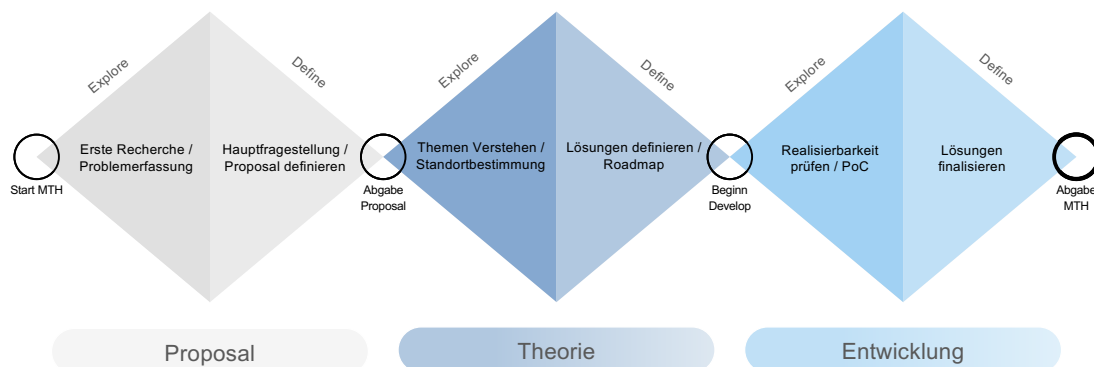 Explore
Define
Explore
Define
Explore
Define
Erste Recherche /
Problemerfassung
Hauptfragestellung /
Proposal definieren
Themen Verstehen /
Standortbestimmung
Lösungen definieren /
Roadmap
Realisierbarkeit
prüfen / PoC
Lösungen
finalisieren
Start MTH
Abgabe
Proposal
Beginn
Develop
Abgabe
MTH
Proposal
Theorie
Entwicklung